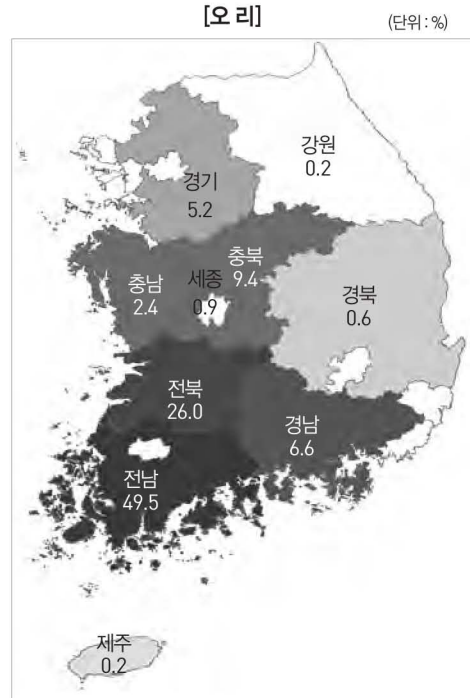 [오 리]
(단위 : %)
강원
0.2
경기
5.2
충북
9.4
세종
0.9
충남
2.4
경북
0.6
전북
26.0
경남
6.6
전남
49.5
제주
0.2